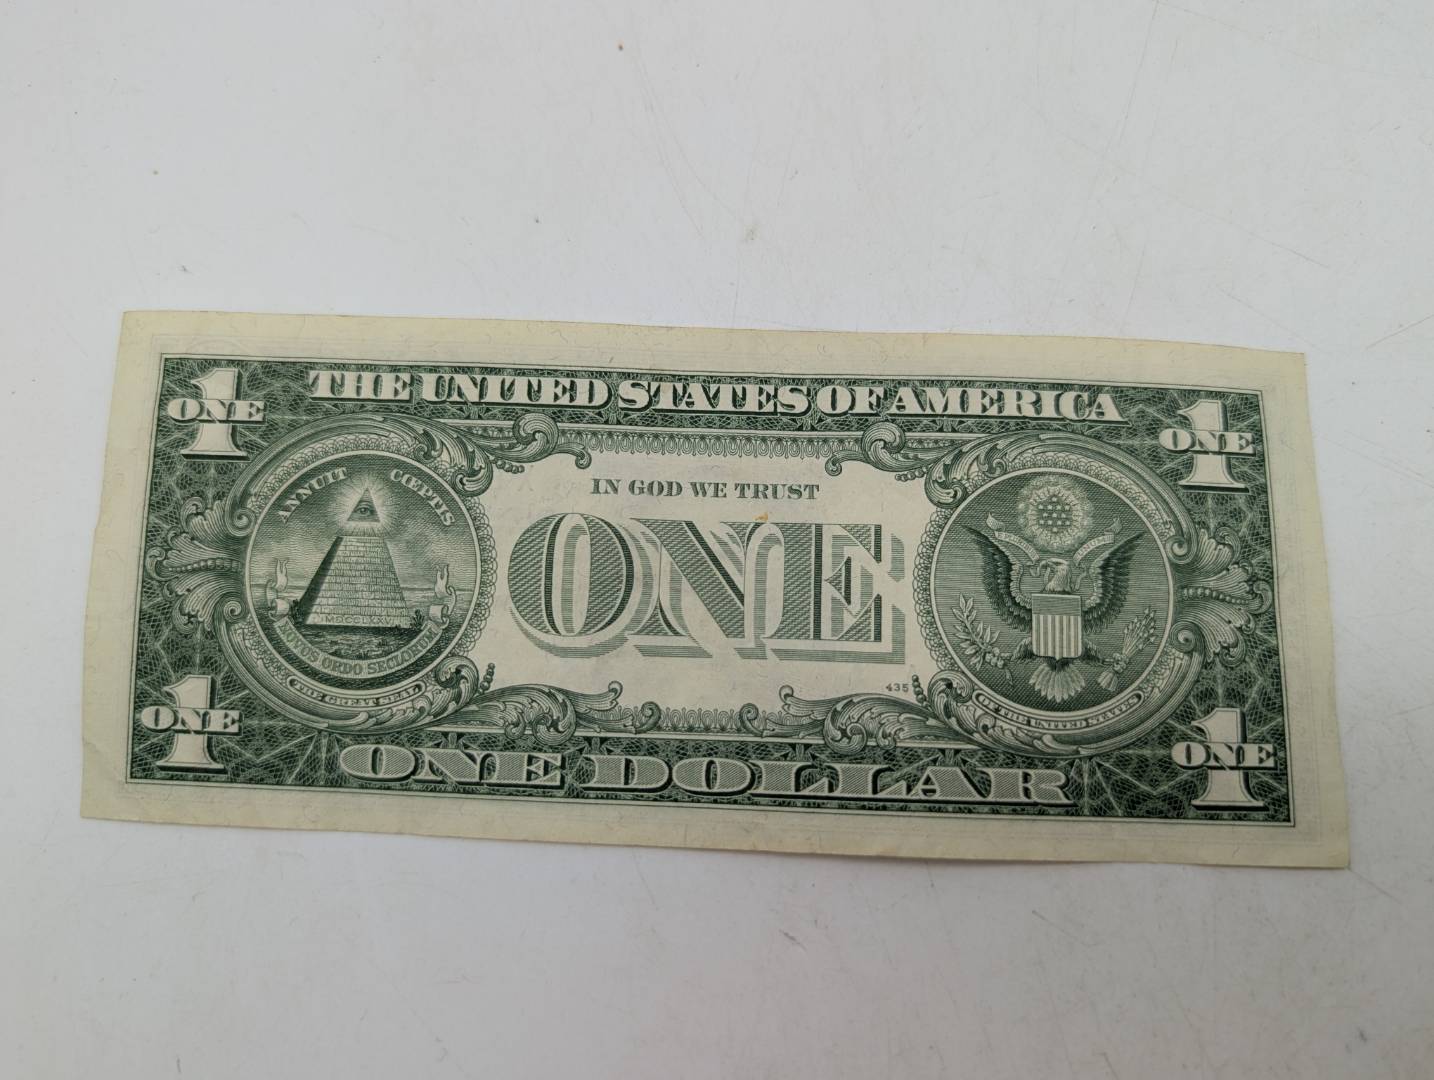 THE UNITED STATES OF AMERICA
1
ONE
1
ONE
ANNUIT CŒPTIS
IN GOD WE TRUST
ONE
MDCCLXXVI
NOVUS ORDO SECLORUM
THE GREAT SEAL
435
OF THE UNITED STATES
1
ONE
1
ONE
ONE DOLLAR